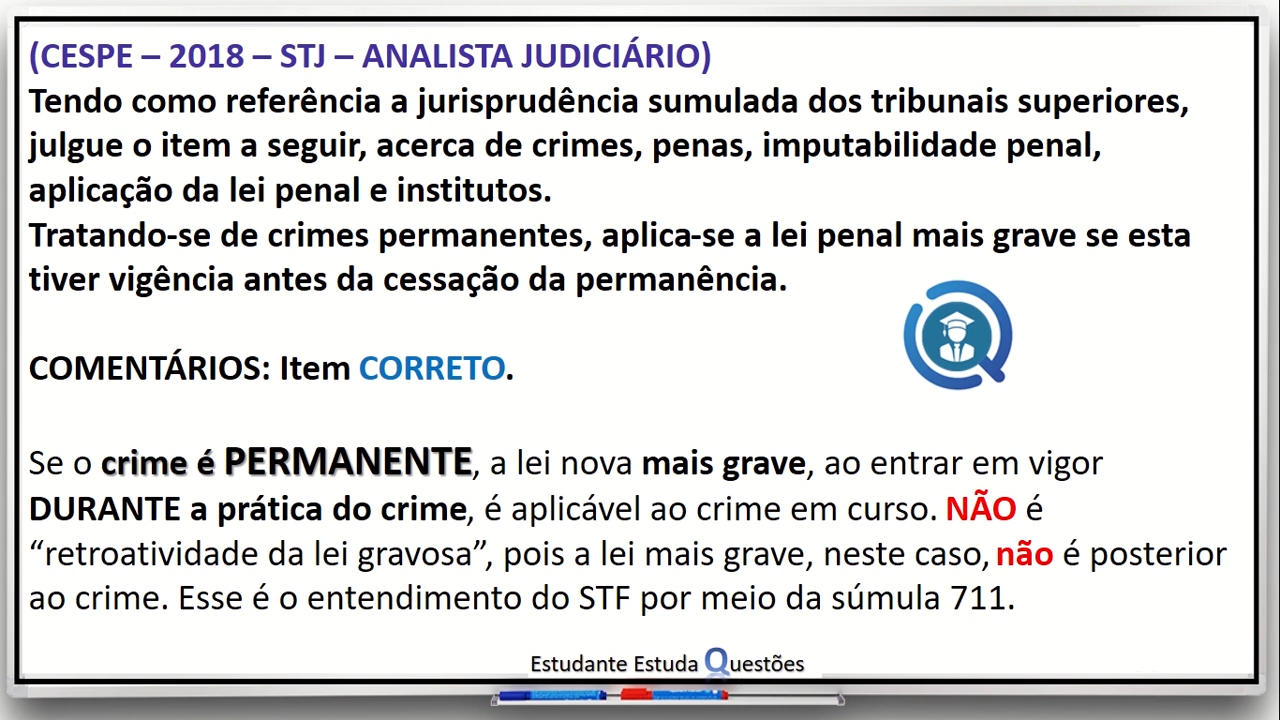 (CESPE – 2018 – STJ – ANALISTA JUDICIÁRIO)
Tendo como referência a jurisprudência sumulada dos tribunais superiores,
julgue o item a seguir, acerca de crimes, penas, imputabilidade penal,
aplicação da lei penal e institutos.
Tratando-se de crimes permanentes, aplica-se a lei penal mais grave se esta
tiver vigência antes da cessação da permanência.
COMENTÁRIOS: Item CORRETO.
Se o crime é PERMANENTE, a lei nova mais grave, ao entrar em vigor
DURANTE a prática do crime, é aplicável ao crime em curso. NÃO é
“retroatividade da lei gravosa”, pois a lei mais grave, neste caso, não é posterior
ao crime. Esse é o entendimento do STF por meio da súmula 711.
Estudante Estuda Questões